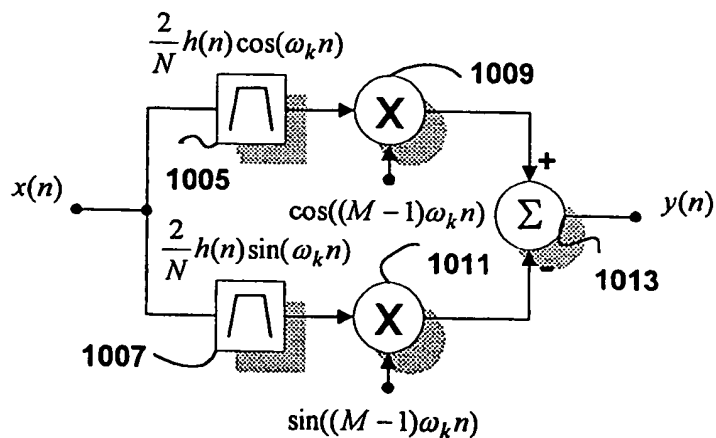 2/N h(n)cos(ω_k n)
1009
X
1005
x(n)
cos((M−1)ω_k n)
+
Σ
y(n)
2/N h(n)sin(ω_k n)
1011
-
1013
X
1007
sin((M−1)ω_k n)